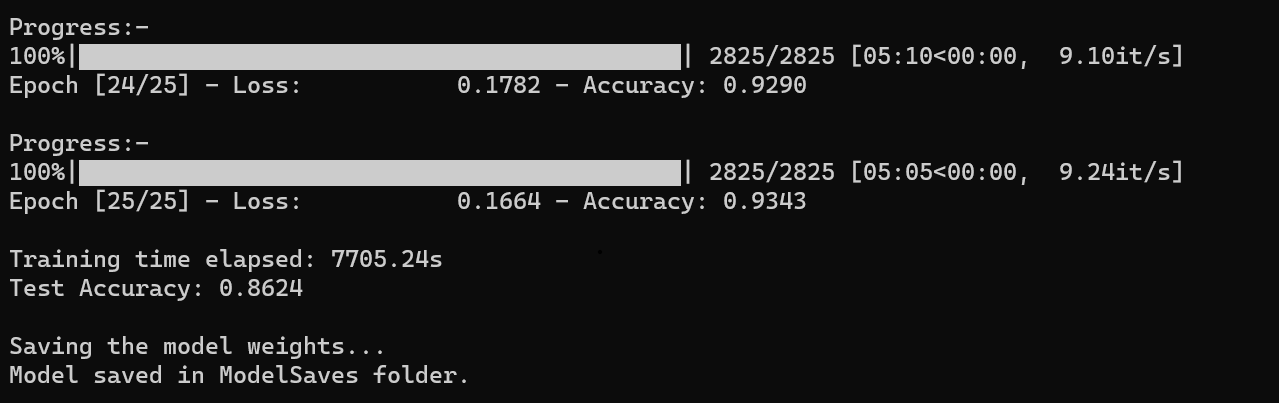 Progress:-
100%|██████████| 2825/2825 [05:10<00:00,  9.10it/s]
Epoch [24/25] - Loss:           0.1782 - Accuracy: 0.9290
Progress:-
100%|██████████| 2825/2825 [05:05<00:00,  9.24it/s]
Epoch [25/25] - Loss:           0.1664 - Accuracy: 0.9343
Training time elapsed: 7705.24s
Test Accuracy: 0.8624
Saving the model weights...
Model saved in ModelSaves folder.